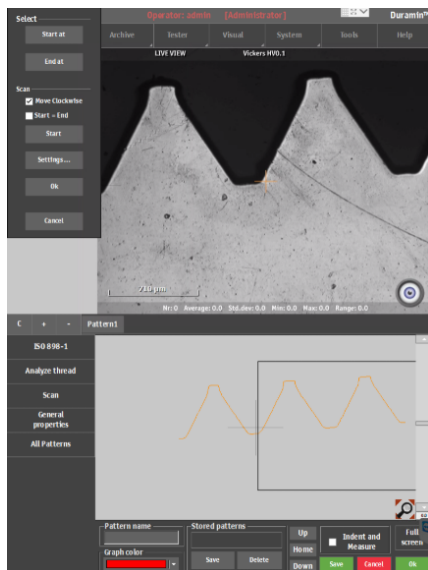 Operator: admin [Administrator]
Duramin
Archive Tester Visual System Tools Help
LIVE VIEW Vickers HV0.1
Select
Start at
End at
Scan
Move Clockwise
Start = End
Start
Settings...
Ok
Cancel
210 µm
Nr: 0 Average: 0.0 Std.dev: 0.0 Min: 0.0 Max: 0.0 Range: 0.0
C + - Pattern1
ISO 898-1
Analyze thread
Scan
General
properties
All Patterns
Pattern name
Stored patterns
Graph color
Save Delete
Up
Home
Down
Indent and
Measure
Save Cancel
Full
screen
Ok